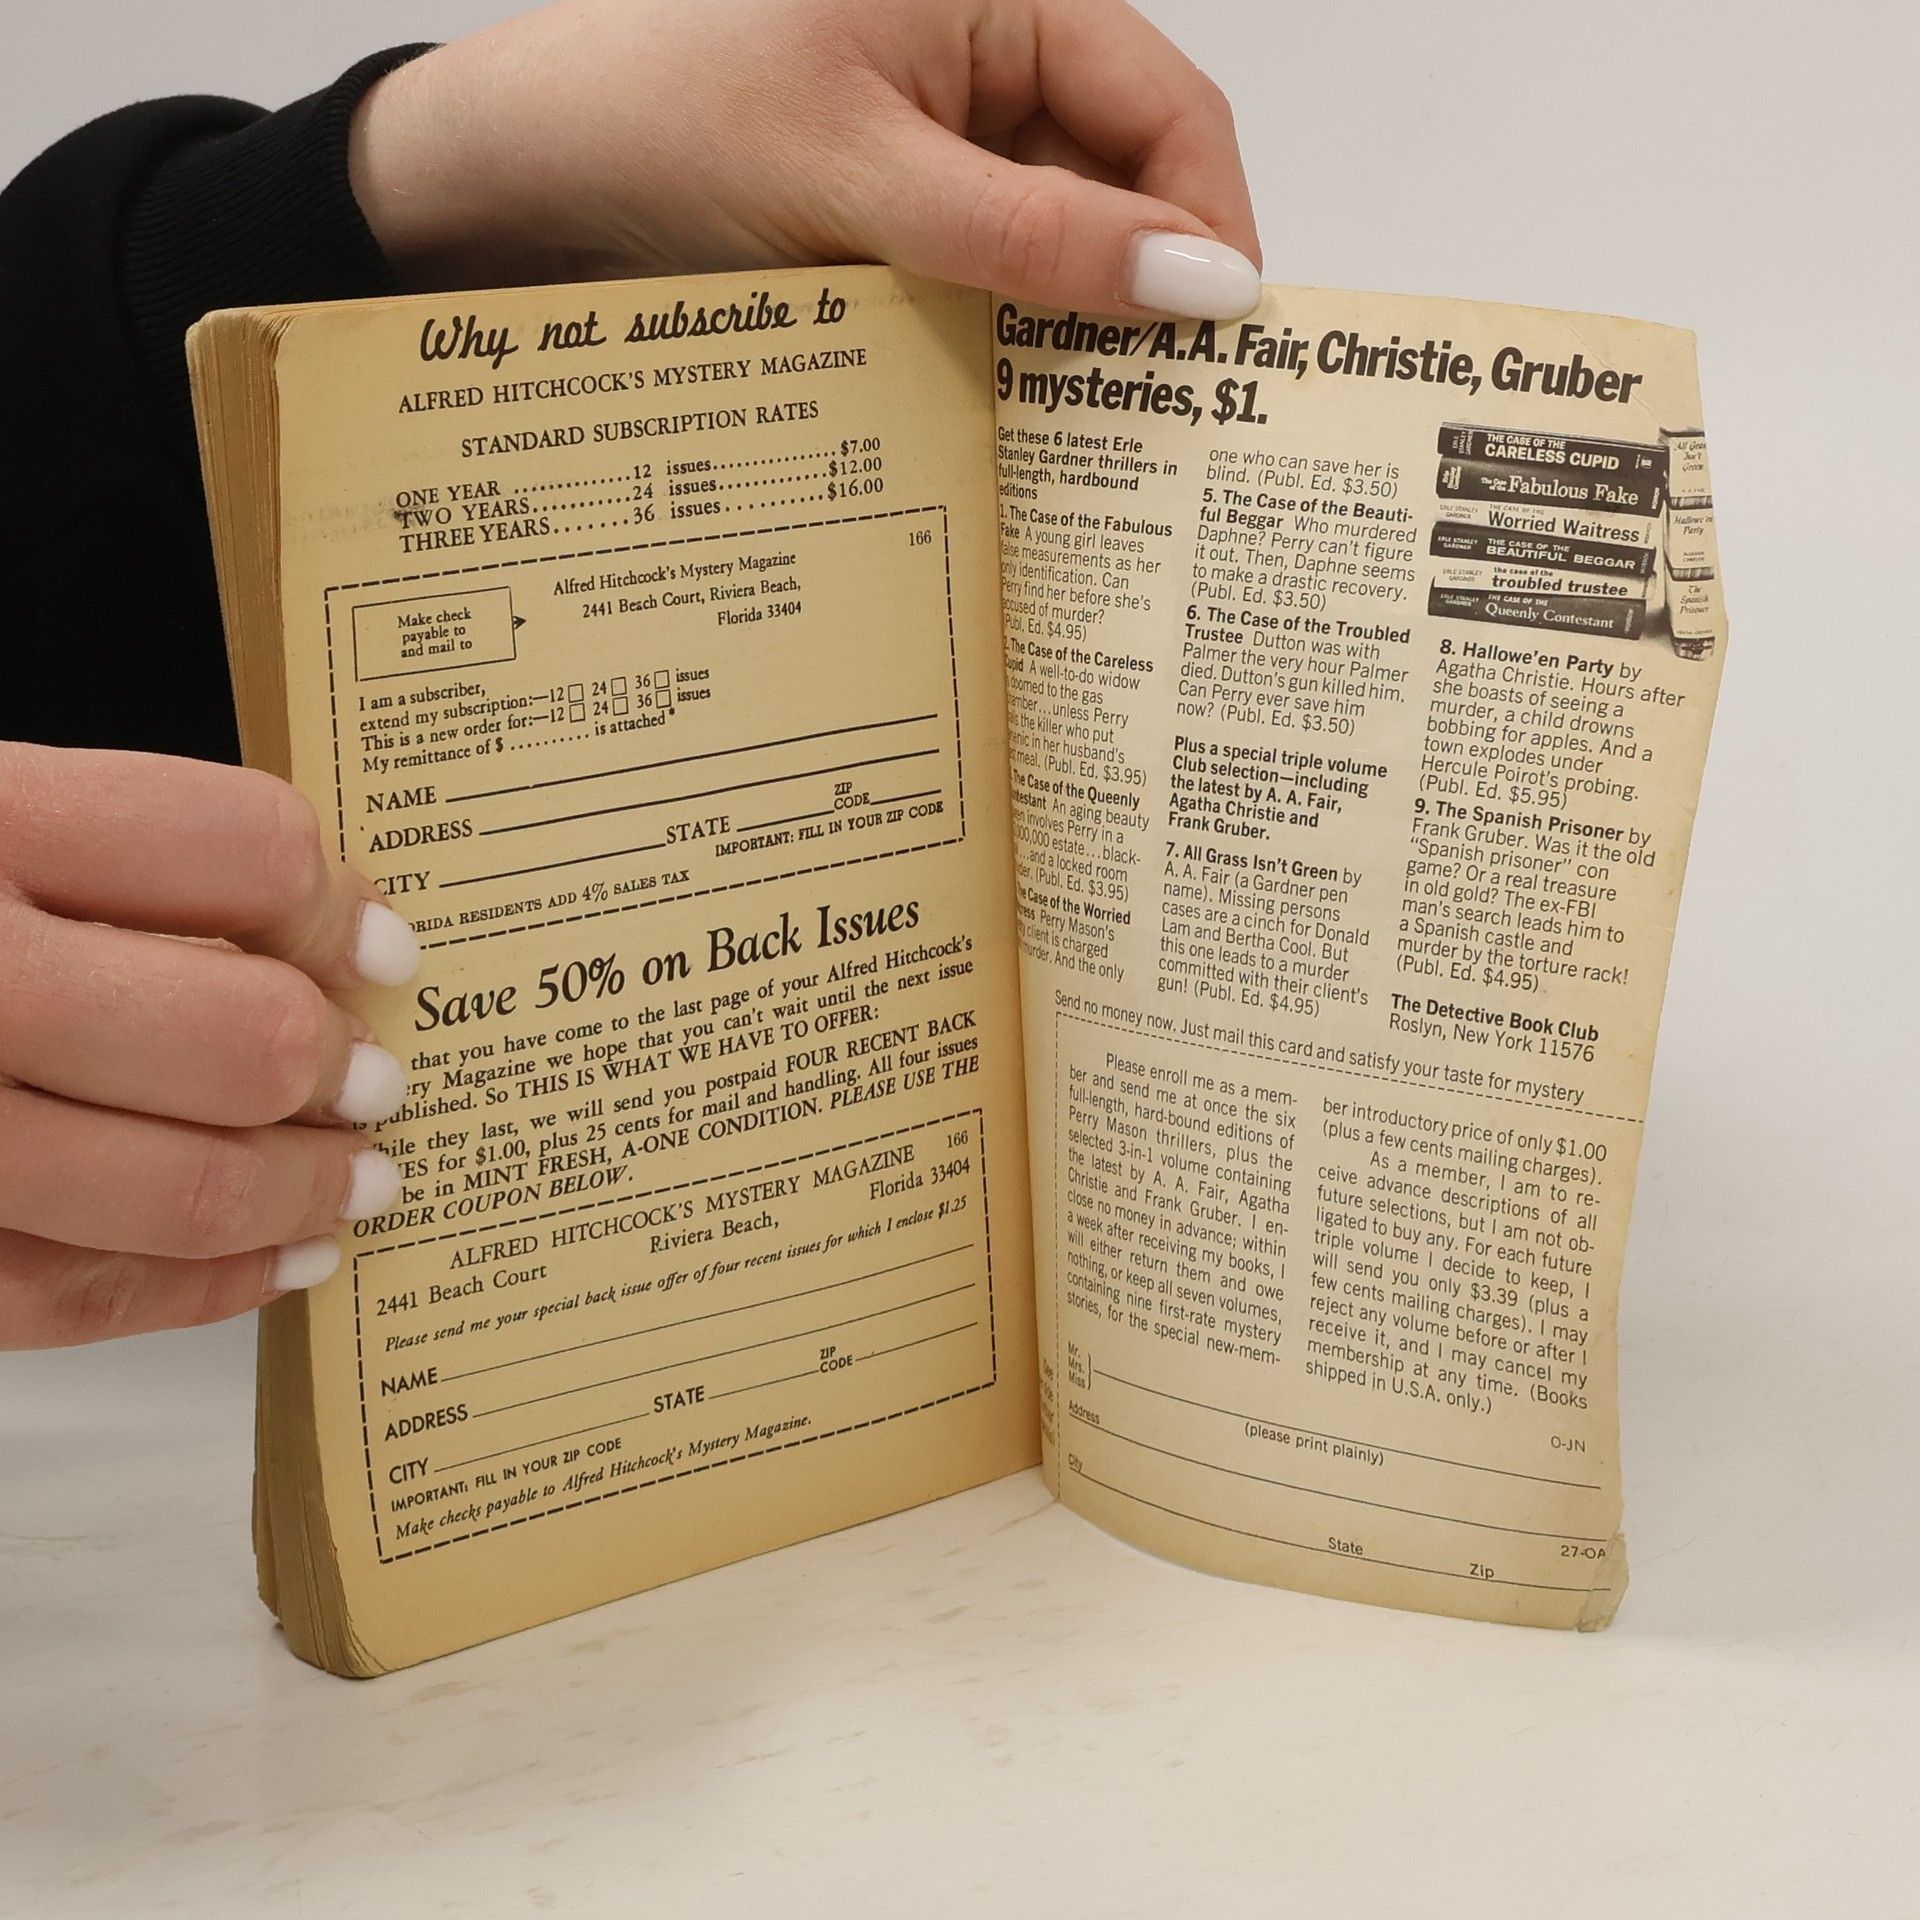 Why not subscribe to
ALFRED HITCHCOCK'S MYSTERY MAGAZINE
STANDARD SUBSCRIPTION RATES
ONE YEAR .............12 issues................$7.00
TWO YEARS..........24 issues..............$12.00
THREE YEARS.......36 issues..............$16.00
166
Make check
payable to
and mail to
Alfred Hitchcock's Mystery Magazine
2441 Beach Court, Riviera Beach,
Florida 33404
I am a subscriber,
extend my subscription:—12 □ 24 □ 36 □ issues
This is a new order for:—12 □ 24 □ 36 □ issues
My remittance of $ .......... is attached*
NAME
ADDRESS
ZIP
CODE
CITY
STATE
IMPORTANT: FILL IN YOUR ZIP CODE
RESIDENTS ADD 4% SALES TAX
Save 50% on Back Issues
that you have come to the last page of your Alfred Hitchcock's
Magazine we hope that you can't wait until the next issue
published. So THIS IS WHAT WE HAVE TO OFFER:
they last, we will send you postpaid FOUR RECENT BACK
for $1.00, plus 25 cents for mail and handling. All four issues
be in MINT FRESH, A-ONE CONDITION. PLEASE USE THE
ORDER COUPON BELOW.
166
ALFRED HITCHCOCK'S MYSTERY MAGAZINE
2441 Beach Court Riviera Beach, Florida 33404
Please send me your special back issue offer of four recent issues for which I enclose $1.25
NAME
ADDRESS
ZIP
CODE
CITY
STATE
IMPORTANT: FILL IN YOUR ZIP CODE
Make checks payable to Alfred Hitchcock's Mystery Magazine.
Gardner/A.A. Fair, Christie, Gruber
9 mysteries, $1.
Get these 6 latest Erle
Stanley Gardner thrillers in
full-length, hardbound
editions
1. The Case of the Fabulous
Fake A young girl leaves
false measurements as her
only identification. Can
Perry find her before she's
accused of murder?
(Publ. Ed. $4.95)
2. The Case of the Careless
Cupid A well-to-do widow
doomed to the gas
chamber...unless Perry
the killer who put
in her husband's
meal. (Publ. Ed. $3.95)
The Case of the Queenly
Contestant An aging beauty
involves Perry in a
estate...black-
...and a locked room
(Publ. Ed. $3.95)
The Case of the Worried
Perry Mason's
client is charged
murder. And the only
one who can save her is
blind. (Publ. Ed. $3.50)
5. The Case of the Beauti-
ful Beggar Who murdered
Daphne? Perry can't figure
it out. Then, Daphne seems
to make a drastic recovery.
(Publ. Ed. $3.50)
6. The Case of the Troubled
Trustee Dutton was with
Palmer the very hour Palmer
died. Dutton's gun killed him.
Can Perry ever save him
now? (Publ. Ed. $3.50)
Plus a special triple volume
Club selection—including
the latest by A. A. Fair,
Agatha Christie and
Frank Gruber.
7. All Grass Isn't Green by
A. A. Fair (a Gardner pen
name). Missing persons
cases are a cinch for Donald
Lam and Bertha Cool. But
this one leads to a murder
committed with their client's
gun! (Publ. Ed. $4.95)
ERLE STANLEY GARDNER THE CASE OF THE CARELESS CUPID
The Case of the Fabulous Fake
ERLE STANLEY GARDNER THE CASE OF THE Worried Waitress
ERLE STANLEY GARDNER THE CASE OF THE BEAUTIFUL BEGGAR
ERLE STANLEY GARDNER the case of the troubled trustee
ERLE STANLEY GARDNER THE CASE OF THE Queenly Contestant
All Grass Isn't Green
Hallowe'en Party
The Spanish Prisoner
8. Hallowe'en Party by
Agatha Christie. Hours after
she boasts of seeing a
murder, a child drowns
bobbing for apples. And a
town explodes under
Hercule Poirot's probing.
(Publ. Ed. $5.95)
9. The Spanish Prisoner by
Frank Gruber. Was it the old
"Spanish prisoner" con
game? Or a real treasure
in old gold? The ex-FBI
man's search leads him to
a Spanish castle and
murder by the torture rack!
(Publ. Ed. $4.95)
The Detective Book Club
Roslyn, New York 11576
Send no money now. Just mail this card and satisfy your taste for mystery
Please enroll me as a mem-
ber and send me at once the six
full-length, hard-bound editions of
Perry Mason thrillers, plus the
selected 3-in-1 volume containing
the latest by A. A. Fair, Agatha
Christie and Frank Gruber. I en-
close no money in advance; within
a week after receiving my books, I
will either return them and owe
nothing, or keep all seven volumes,
containing nine first-rate mystery
stories, for the special new-mem-
ber introductory price of only $1.00
(plus a few cents mailing charges).
As a member, I am to re-
ceive advance descriptions of all
future selections, but I am not ob-
ligated to buy any. For each future
triple volume I decide to keep, I
will send you only $3.39 (plus a
few cents mailing charges). I may
reject any volume before or after I
receive it, and I may cancel my
membership at any time. (Books
shipped in U.S.A. only.)
Mr.
Mrs.
Miss
(please print plainly)
O-JN
Address
City
State
Zip
27-OA